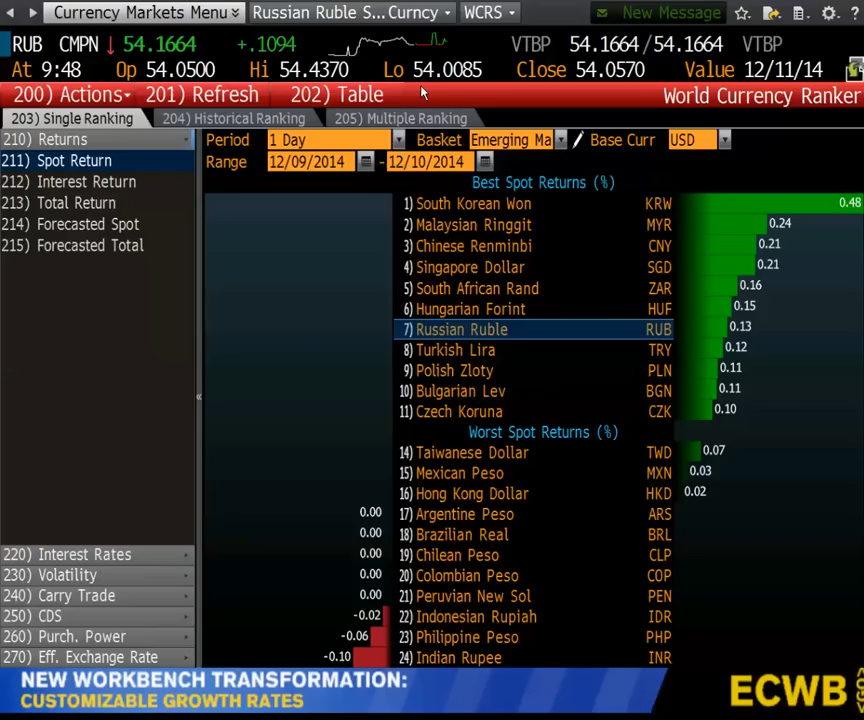 Currency Markets Menu Russian Ruble S...Curncy WCRS New Message
RUB CMPN 54.1664 +.1094 VTBP 54.1664/54.1664 VTBP
At 9:48 Op 54.0500 Hi 54.4370 Lo 54.0085 Close 54.0570 Value 12/11/14
200) Actions 201) Refresh 202) Table World Currency Ranker
203) Single Ranking 204) Historical Ranking 205) Multiple Ranking
210) Returns
211) Spot Return
212) Interest Return
213) Total Return
214) Forecasted Spot
215) Forecasted Total
220) Interest Rates
230) Volatility
240) Carry Trade
250) CDS
260) Purch. Power
270) Eff. Exchange Rate
Period 1 Day Basket Emerging Ma Base Curr USD
Range 12/09/2014 - 12/10/2014
Best Spot Returns (%)
1) South Korean Won KRW 0.48
2) Malaysian Ringgit MYR 0.24
3) Chinese Renminbi CNY 0.21
4) Singapore Dollar SGD 0.21
5) South African Rand ZAR 0.16
6) Hungarian Forint HUF 0.15
7) Russian Ruble RUB 0.13
8) Turkish Lira TRY 0.12
9) Polish Zloty PLN 0.11
10) Bulgarian Lev BGN 0.11
11) Czech Koruna CZK 0.10
Worst Spot Returns (%)
14) Taiwanese Dollar TWD 0.07
15) Mexican Peso MXN 0.03
16) Hong Kong Dollar HKD 0.02
0.00 17) Argentine Peso ARS
0.00 18) Brazilian Real BRL
0.00 19) Chilean Peso CLP
0.00 20) Colombian Peso COP
0.00 21) Peruvian New Sol PEN
-0.02 22) Indonesian Rupiah IDR
-0.06 23) Philippine Peso PHP
-0.10 24) Indian Rupee INR
NEW WORKBENCH TRANSFORMATION:
CUSTOMIZABLE GROWTH RATES
ECWB